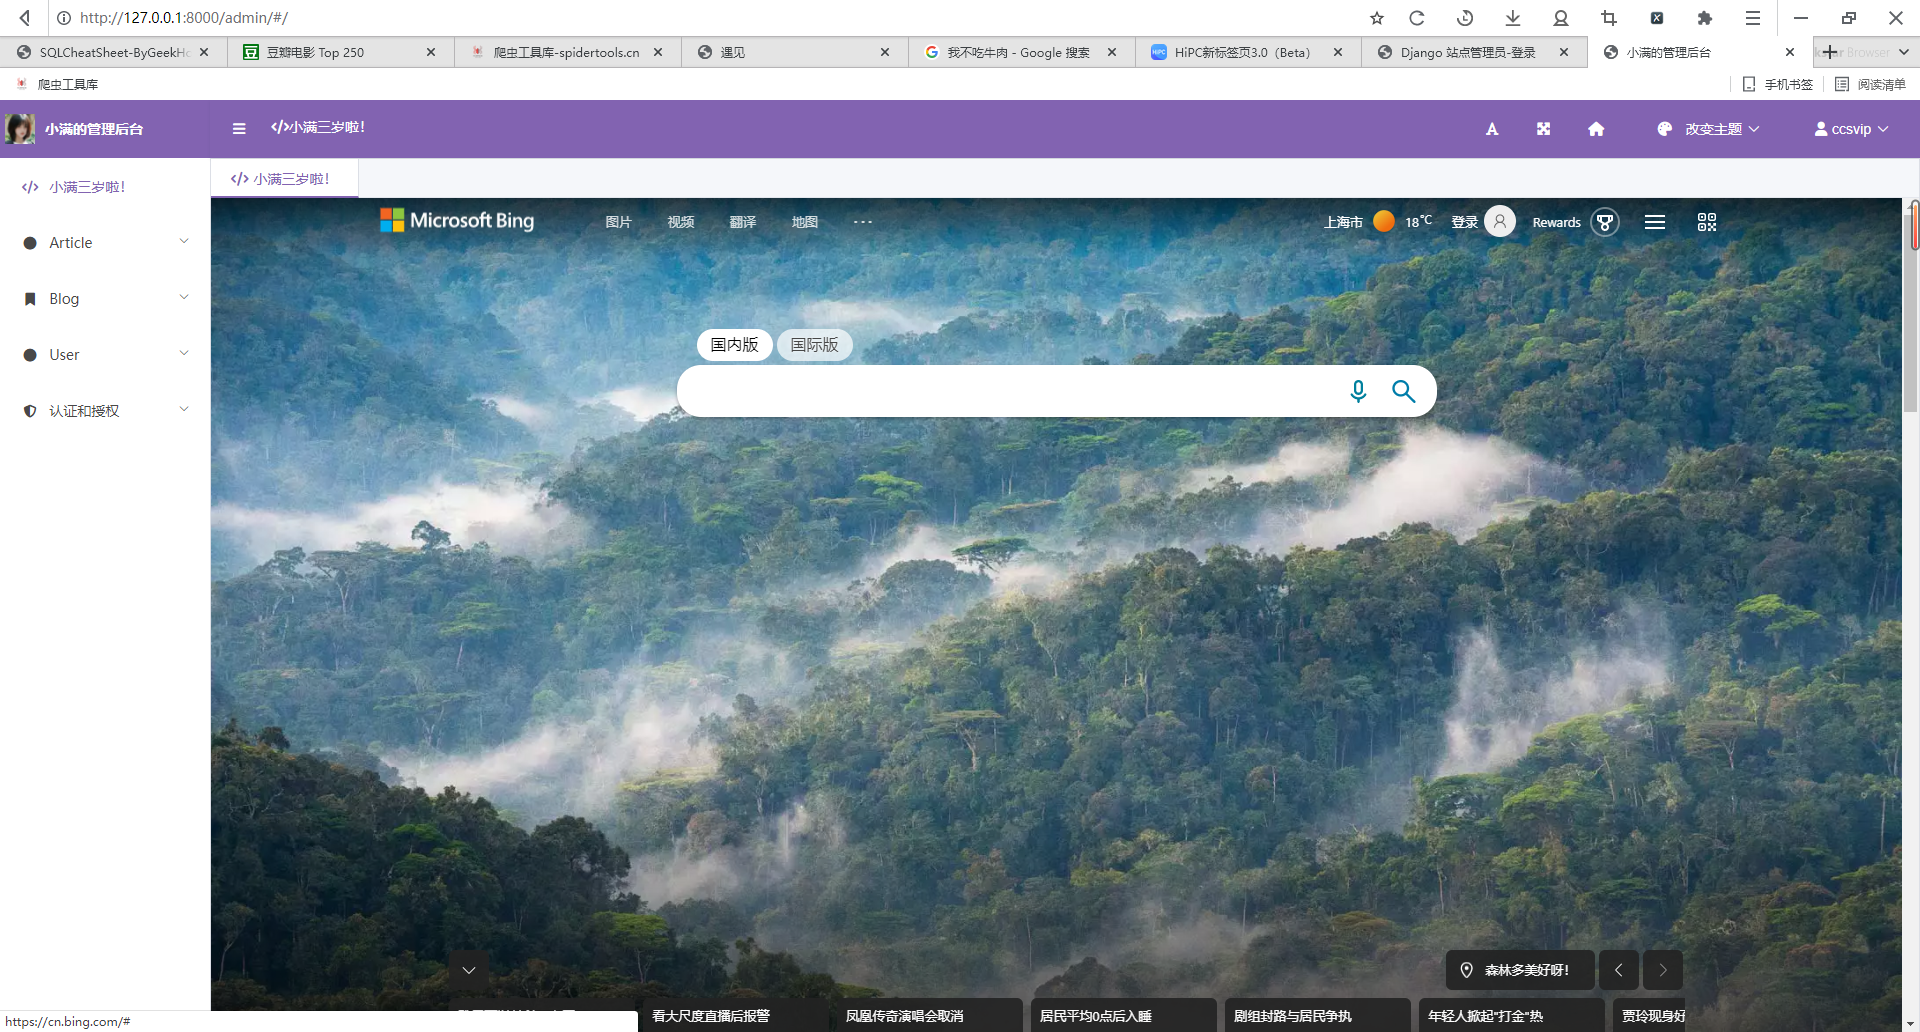 http://127.0.0.1:8000/admin/#/
SQLCheatSheet-ByGeekHc
豆瓣电影 Top 250
爬虫工具库-spidertools.cn
遇见
我不吃牛肉 - Google 搜索
HiPC新标签页3.0（Beta）
Django 站点管理员-登录
小满的管理后台
Browser
爬虫工具库
手机书签
阅读清单
小满的管理后台
</>小满三岁啦!
改变主题
ccsvip
</> 小满三岁啦!
</> 小满三岁啦!
Article
Blog
User
认证和授权
Microsoft Bing
图片
视频
翻译
地图
...
上海市
18℃
登录
Rewards
国内版
国际版
森林多美好呀!
看大尺度直播后报警
凤凰传奇演唱会取消
居民平均0点后入睡
剧组封路与居民争执
年轻人掀起"打金"热
贾玲现身好
https://cn.bing.com/#